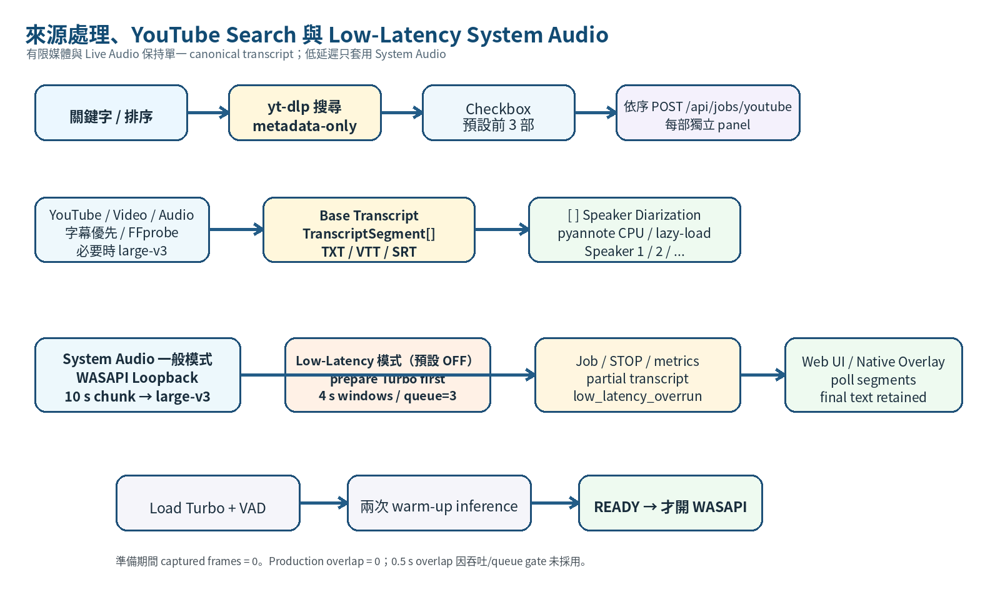 來源處理、YouTube Search 與 Low-Latency System Audio
有限媒體與 Live Audio 保持單一 canonical transcript；低延遲只套用 System Audio
關鍵字 / 排序
yt-dlp 搜尋
metadata-only
Checkbox
預設前 3 部
依序 POST /api/jobs/youtube
每部獨立 panel
YouTube / Video / Audio
字幕優先 / FFprobe
必要時 large-v3
Base Transcript
TranscriptSegment[]
TXT / VTT / SRT
[ ] Speaker Diarization
pyannote CPU / lazy-load
Speaker 1 / 2 / ...
System Audio 一般模式
WASAPI Loopback
10 s chunk → large-v3
Low-Latency 模式（預設 OFF）
prepare Turbo first
4 s windows / queue=3
Job / STOP / metrics
partial transcript
low_latency_overrun
Web UI / Native Overlay
poll segments
final text retained
Load Turbo + VAD
兩次 warm-up inference
READY → 才開 WASAPI
準備期間 captured frames = 0。Production overlap = 0；0.5 s overlap 因吞吐/queue gate 未採用。